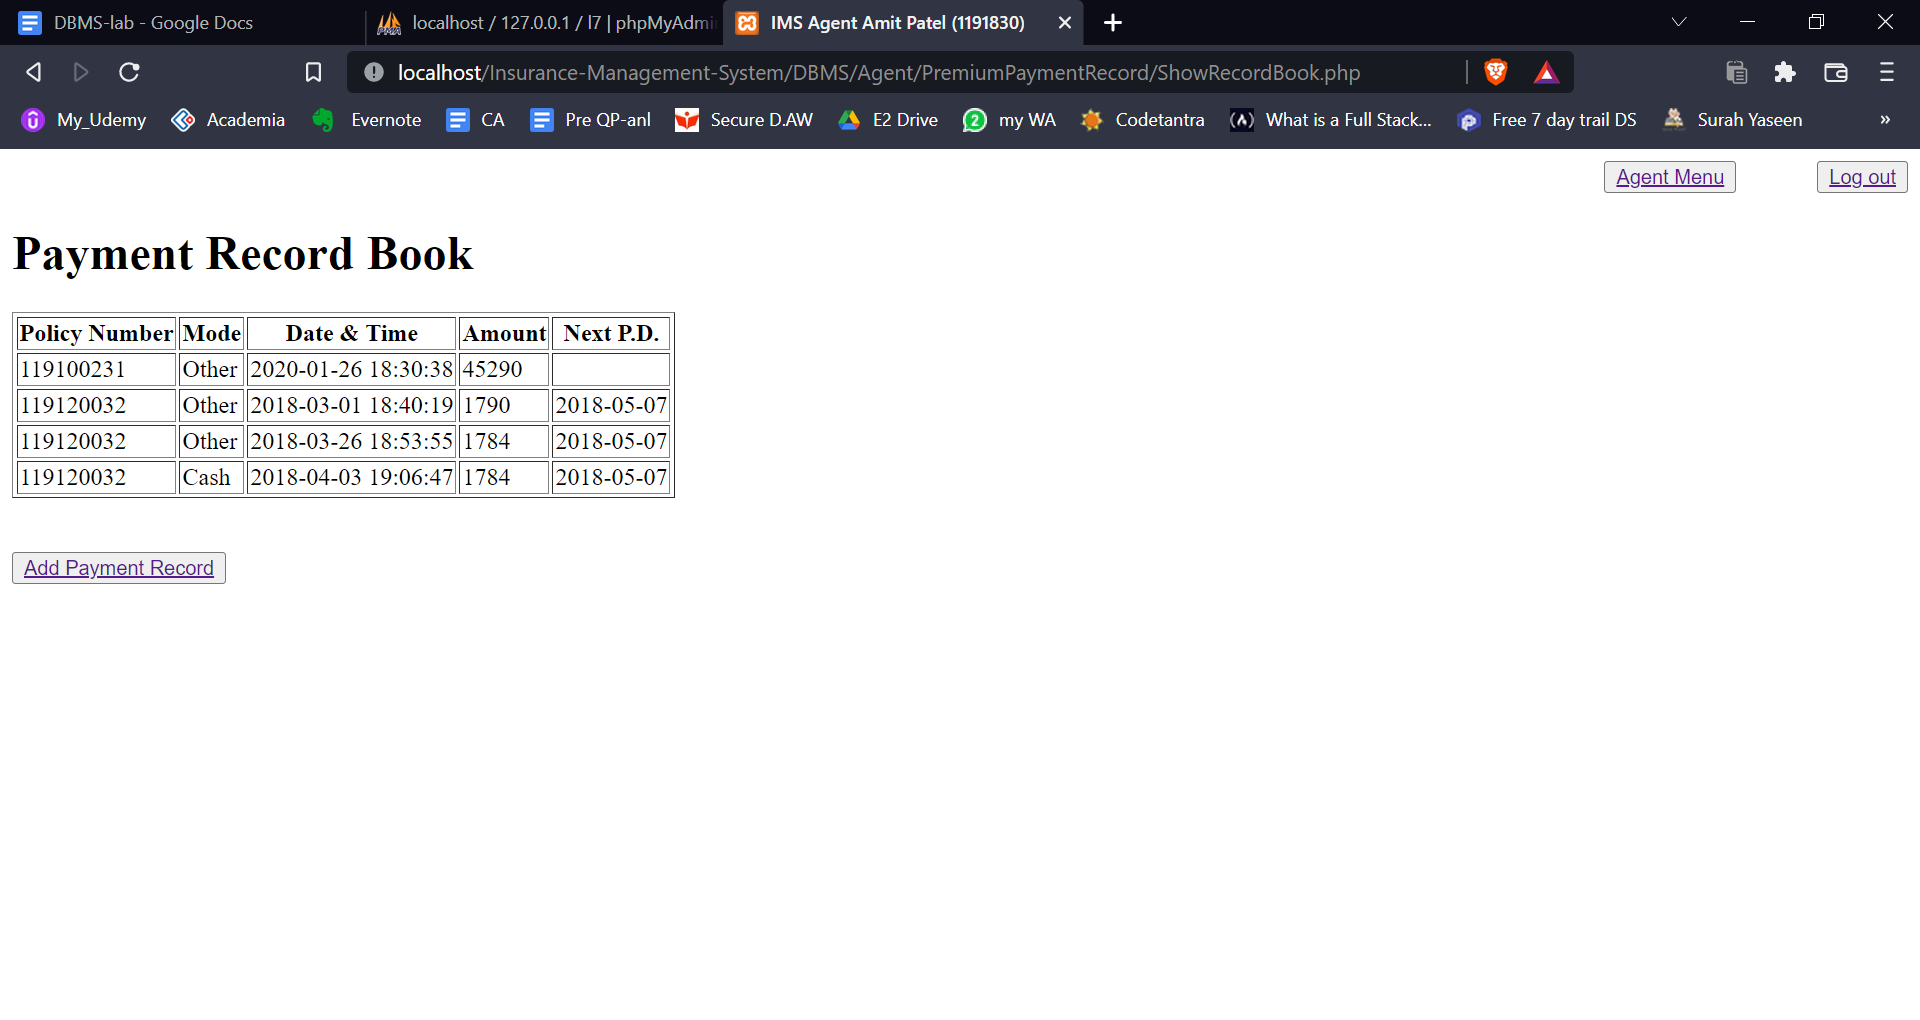 DBMS-lab - Google Docs
localhost / 127.0.0.1 / l7 | phpMyAdmi
IMS Agent Amit Patel (1191830)
localhost/Insurance-Management-System/DBMS/Agent/PremiumPaymentRecord/ShowRecordBook.php
My_Udemy Academia Evernote CA Pre QP-anl Secure D.AW E2 Drive 2 my WA Codetantra What is a Full Stack... Free 7 day trail DS Surah Yaseen »
Agent Menu Log out
Payment Record Book
Policy Number Mode Date & Time Amount Next P.D.
119100231 Other 2020-01-26 18:30:38 45290
119120032 Other 2018-03-01 18:40:19 1790 2018-05-07
119120032 Other 2018-03-26 18:53:55 1784 2018-05-07
119120032 Cash 2018-04-03 19:06:47 1784 2018-05-07
Add Payment Record